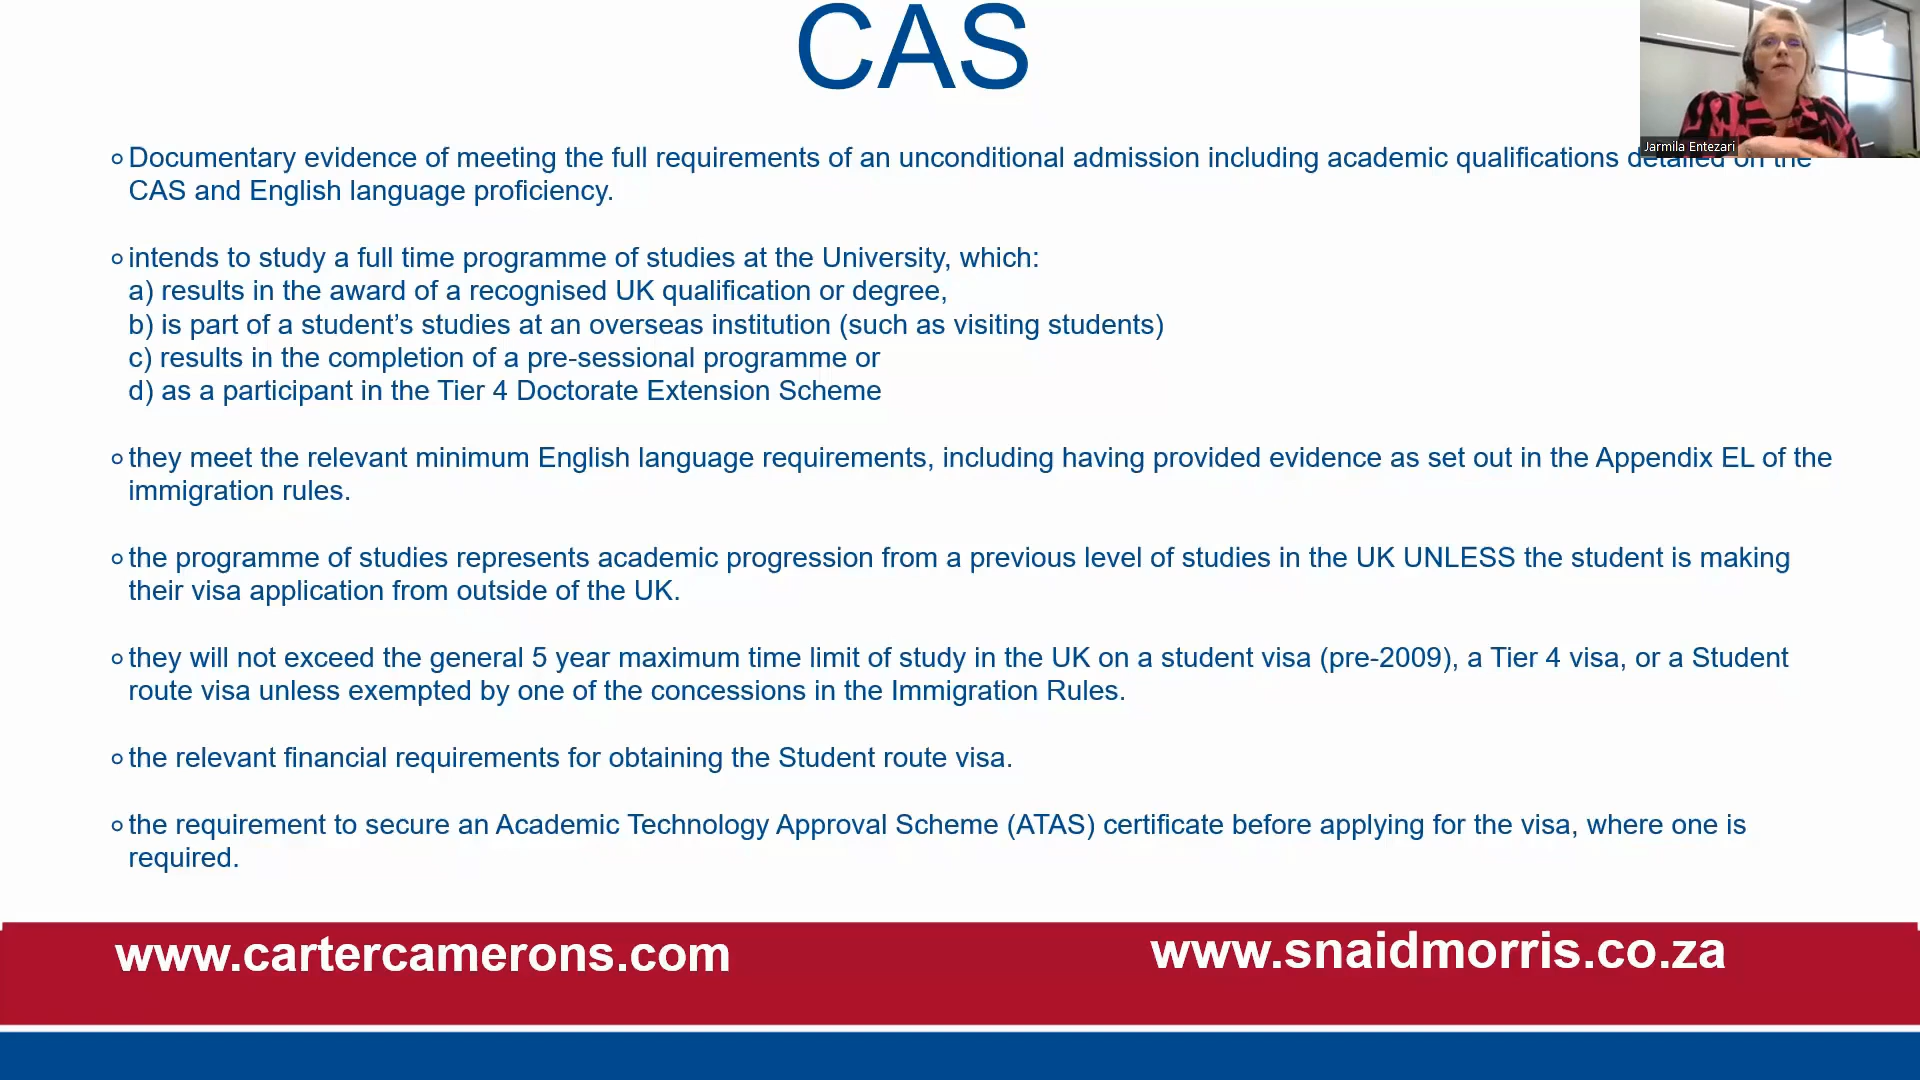 CAS
Jarmila Entezari
Documentary evidence of meeting the full requirements of an unconditional admission including academic qualifications detailed on the
CAS and English language proficiency.
intends to study a full time programme of studies at the University, which:
a) results in the award of a recognised UK qualification or degree,
b) is part of a student’s studies at an overseas institution (such as visiting students)
c) results in the completion of a pre-sessional programme or
d) as a participant in the Tier 4 Doctorate Extension Scheme
they meet the relevant minimum English language requirements, including having provided evidence as set out in the Appendix EL of the
immigration rules.
the programme of studies represents academic progression from a previous level of studies in the UK UNLESS the student is making
their visa application from outside of the UK.
they will not exceed the general 5 year maximum time limit of study in the UK on a student visa (pre-2009), a Tier 4 visa, or a Student
route visa unless exempted by one of the concessions in the Immigration Rules.
the relevant financial requirements for obtaining the Student route visa.
the requirement to secure an Academic Technology Approval Scheme (ATAS) certificate before applying for the visa, where one is
required.
www.cartercamerons.com
www.snaidmorris.co.za